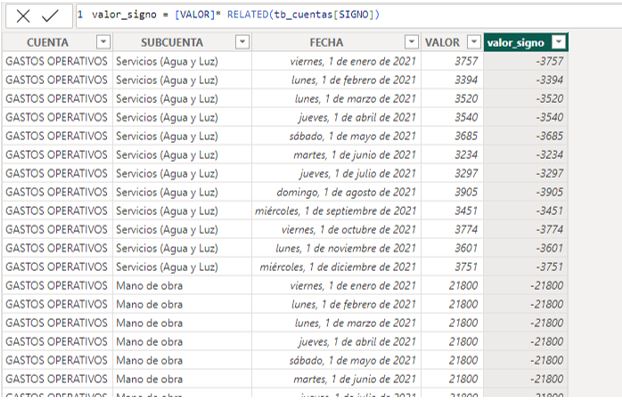 1 valor_signo = [VALOR]* RELATED(tb_cuentas[SIGNO])
CUENTA SUBCUENTA FECHA VALOR valor_signo
GASTOS OPERATIVOS Servicios (Agua y Luz) viernes, 1 de enero de 2021 3757 -3757
GASTOS OPERATIVOS Servicios (Agua y Luz) lunes, 1 de febrero de 2021 3394 -3394
GASTOS OPERATIVOS Servicios (Agua y Luz) lunes, 1 de marzo de 2021 3520 -3520
GASTOS OPERATIVOS Servicios (Agua y Luz) jueves, 1 de abril de 2021 3540 -3540
GASTOS OPERATIVOS Servicios (Agua y Luz) sábado, 1 de mayo de 2021 3685 -3685
GASTOS OPERATIVOS Servicios (Agua y Luz) martes, 1 de junio de 2021 3234 -3234
GASTOS OPERATIVOS Servicios (Agua y Luz) jueves, 1 de julio de 2021 3297 -3297
GASTOS OPERATIVOS Servicios (Agua y Luz) domingo, 1 de agosto de 2021 3905 -3905
GASTOS OPERATIVOS Servicios (Agua y Luz) miércoles, 1 de septiembre de 2021 3451 -3451
GASTOS OPERATIVOS Servicios (Agua y Luz) viernes, 1 de octubre de 2021 3774 -3774
GASTOS OPERATIVOS Servicios (Agua y Luz) lunes, 1 de noviembre de 2021 3601 -3601
GASTOS OPERATIVOS Servicios (Agua y Luz) miércoles, 1 de diciembre de 2021 3751 -3751
GASTOS OPERATIVOS Mano de obra viernes, 1 de enero de 2021 21800 -21800
GASTOS OPERATIVOS Mano de obra lunes, 1 de febrero de 2021 21800 -21800
GASTOS OPERATIVOS Mano de obra lunes, 1 de marzo de 2021 21800 -21800
GASTOS OPERATIVOS Mano de obra jueves, 1 de abril de 2021 21800 -21800
GASTOS OPERATIVOS Mano de obra sábado, 1 de mayo de 2021 21800 -21800
GASTOS OPERATIVOS Mano de obra martes, 1 de junio de 2021 21800 -21800